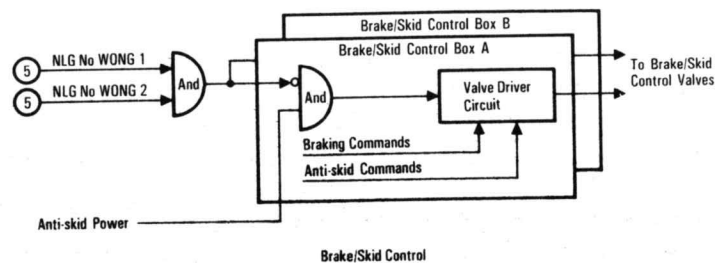 Brake/Skid Control Box B
Brake/Skid Control Box A
5 NLG No WONG 1
5 NLG No WONG 2
And
And
Valve Driver
Circuit
To Brake/Skid
Control Valves
Braking Commands
Anti-skid Commands
Anti-skid Power
Brake/Skid Control